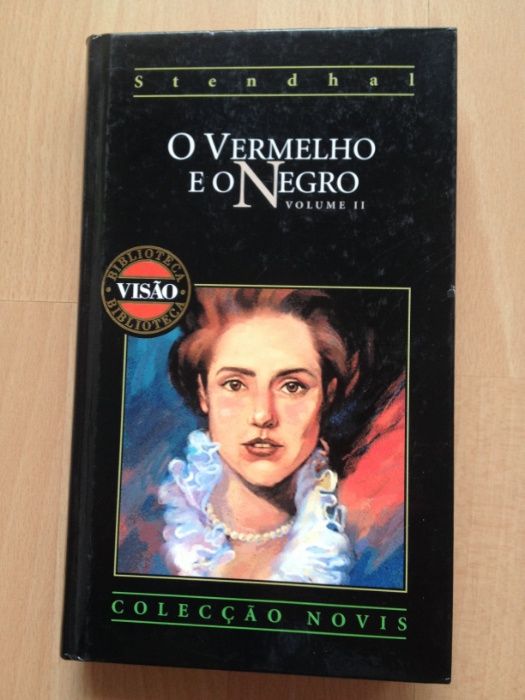 Stendhal
O VERMELHO
E O NEGRO
VOLUME II
BIBLIOTECA
VISÃO
BIBLIOTECA
COLECÇÃO NOVIS